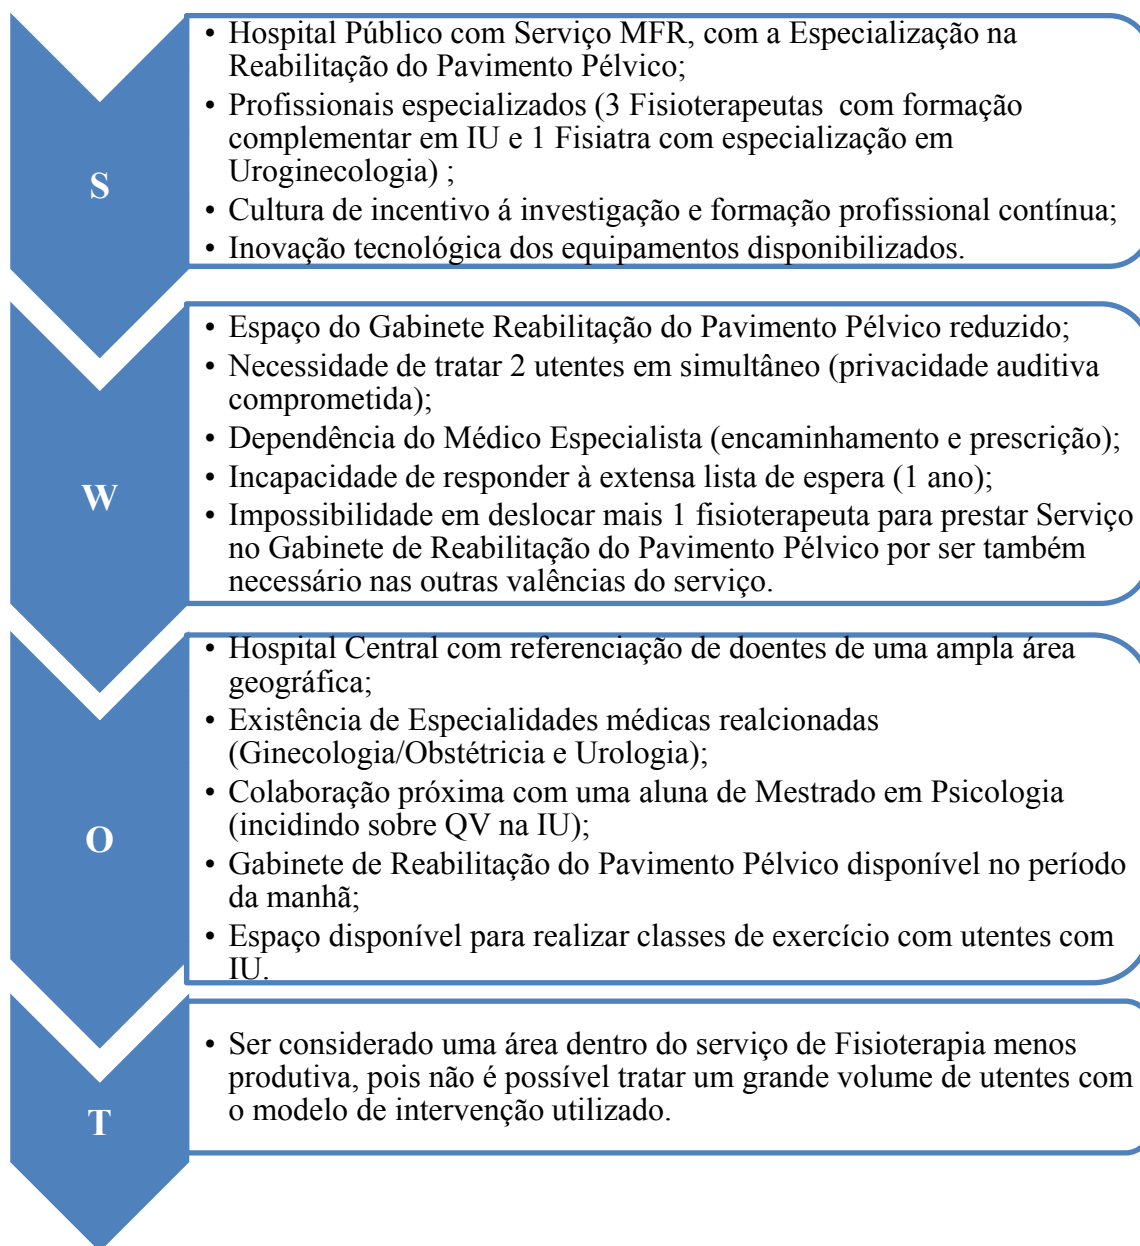 S
• Hospital Público com Serviço MFR, com a Especialização na
Reabilitação do Pavimento Pélvico;
• Profissionais especializados (3 Fisioterapeutas com formação
complementar em IU e 1 Fisiatra com especialização em
Uroginecologia) ;
• Cultura de incentivo á investigação e formação profissional contínua;
• Inovação tecnológica dos equipamentos disponibilizados.
W
• Espaço do Gabinete Reabilitação do Pavimento Pélvico reduzido;
• Necessidade de tratar 2 utentes em simultâneo (privacidade auditiva
comprometida);
• Dependência do Médico Especialista (encaminhamento e prescrição);
• Incapacidade de responder à extensa lista de espera (1 ano);
• Impossibilidade em deslocar mais 1 fisioterapeuta para prestar Serviço
no Gabinete de Reabilitação do Pavimento Pélvico por ser também
necessário nas outras valências do serviço.
O
• Hospital Central com referenciação de doentes de uma ampla área
geográfica;
• Existência de Especialidades médicas realcionadas
(Ginecologia/Obstétricia e Urologia);
• Colaboração próxima com uma aluna de Mestrado em Psicologia
(incidindo sobre QV na IU);
• Gabinete de Reabilitação do Pavimento Pélvico disponível no período
da manhã;
• Espaço disponível para realizar classes de exercício com utentes com
IU.
T
• Ser considerado uma área dentro do serviço de Fisioterapia menos
produtiva, pois não é possível tratar um grande volume de utentes com
o modelo de intervenção utilizado.